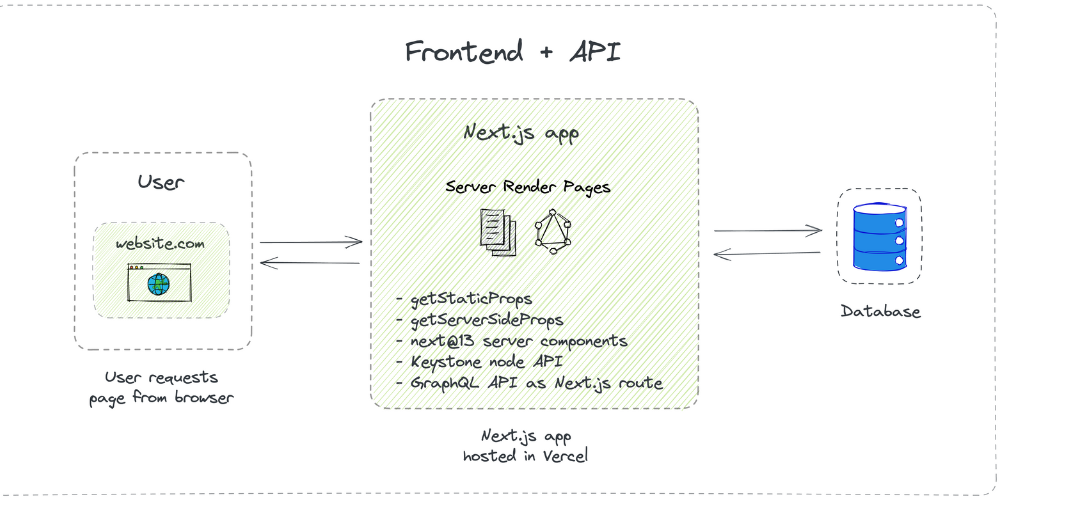 Frontend + API
Next.js app
User
Server Render Pages
website.com
- getStaticProps
- getServerSideProps
- next@13 server components
- Keystone node API
- GraphQL API as Next.js route
Database
User requests
page from browser
Next.js app
hosted in Vercel